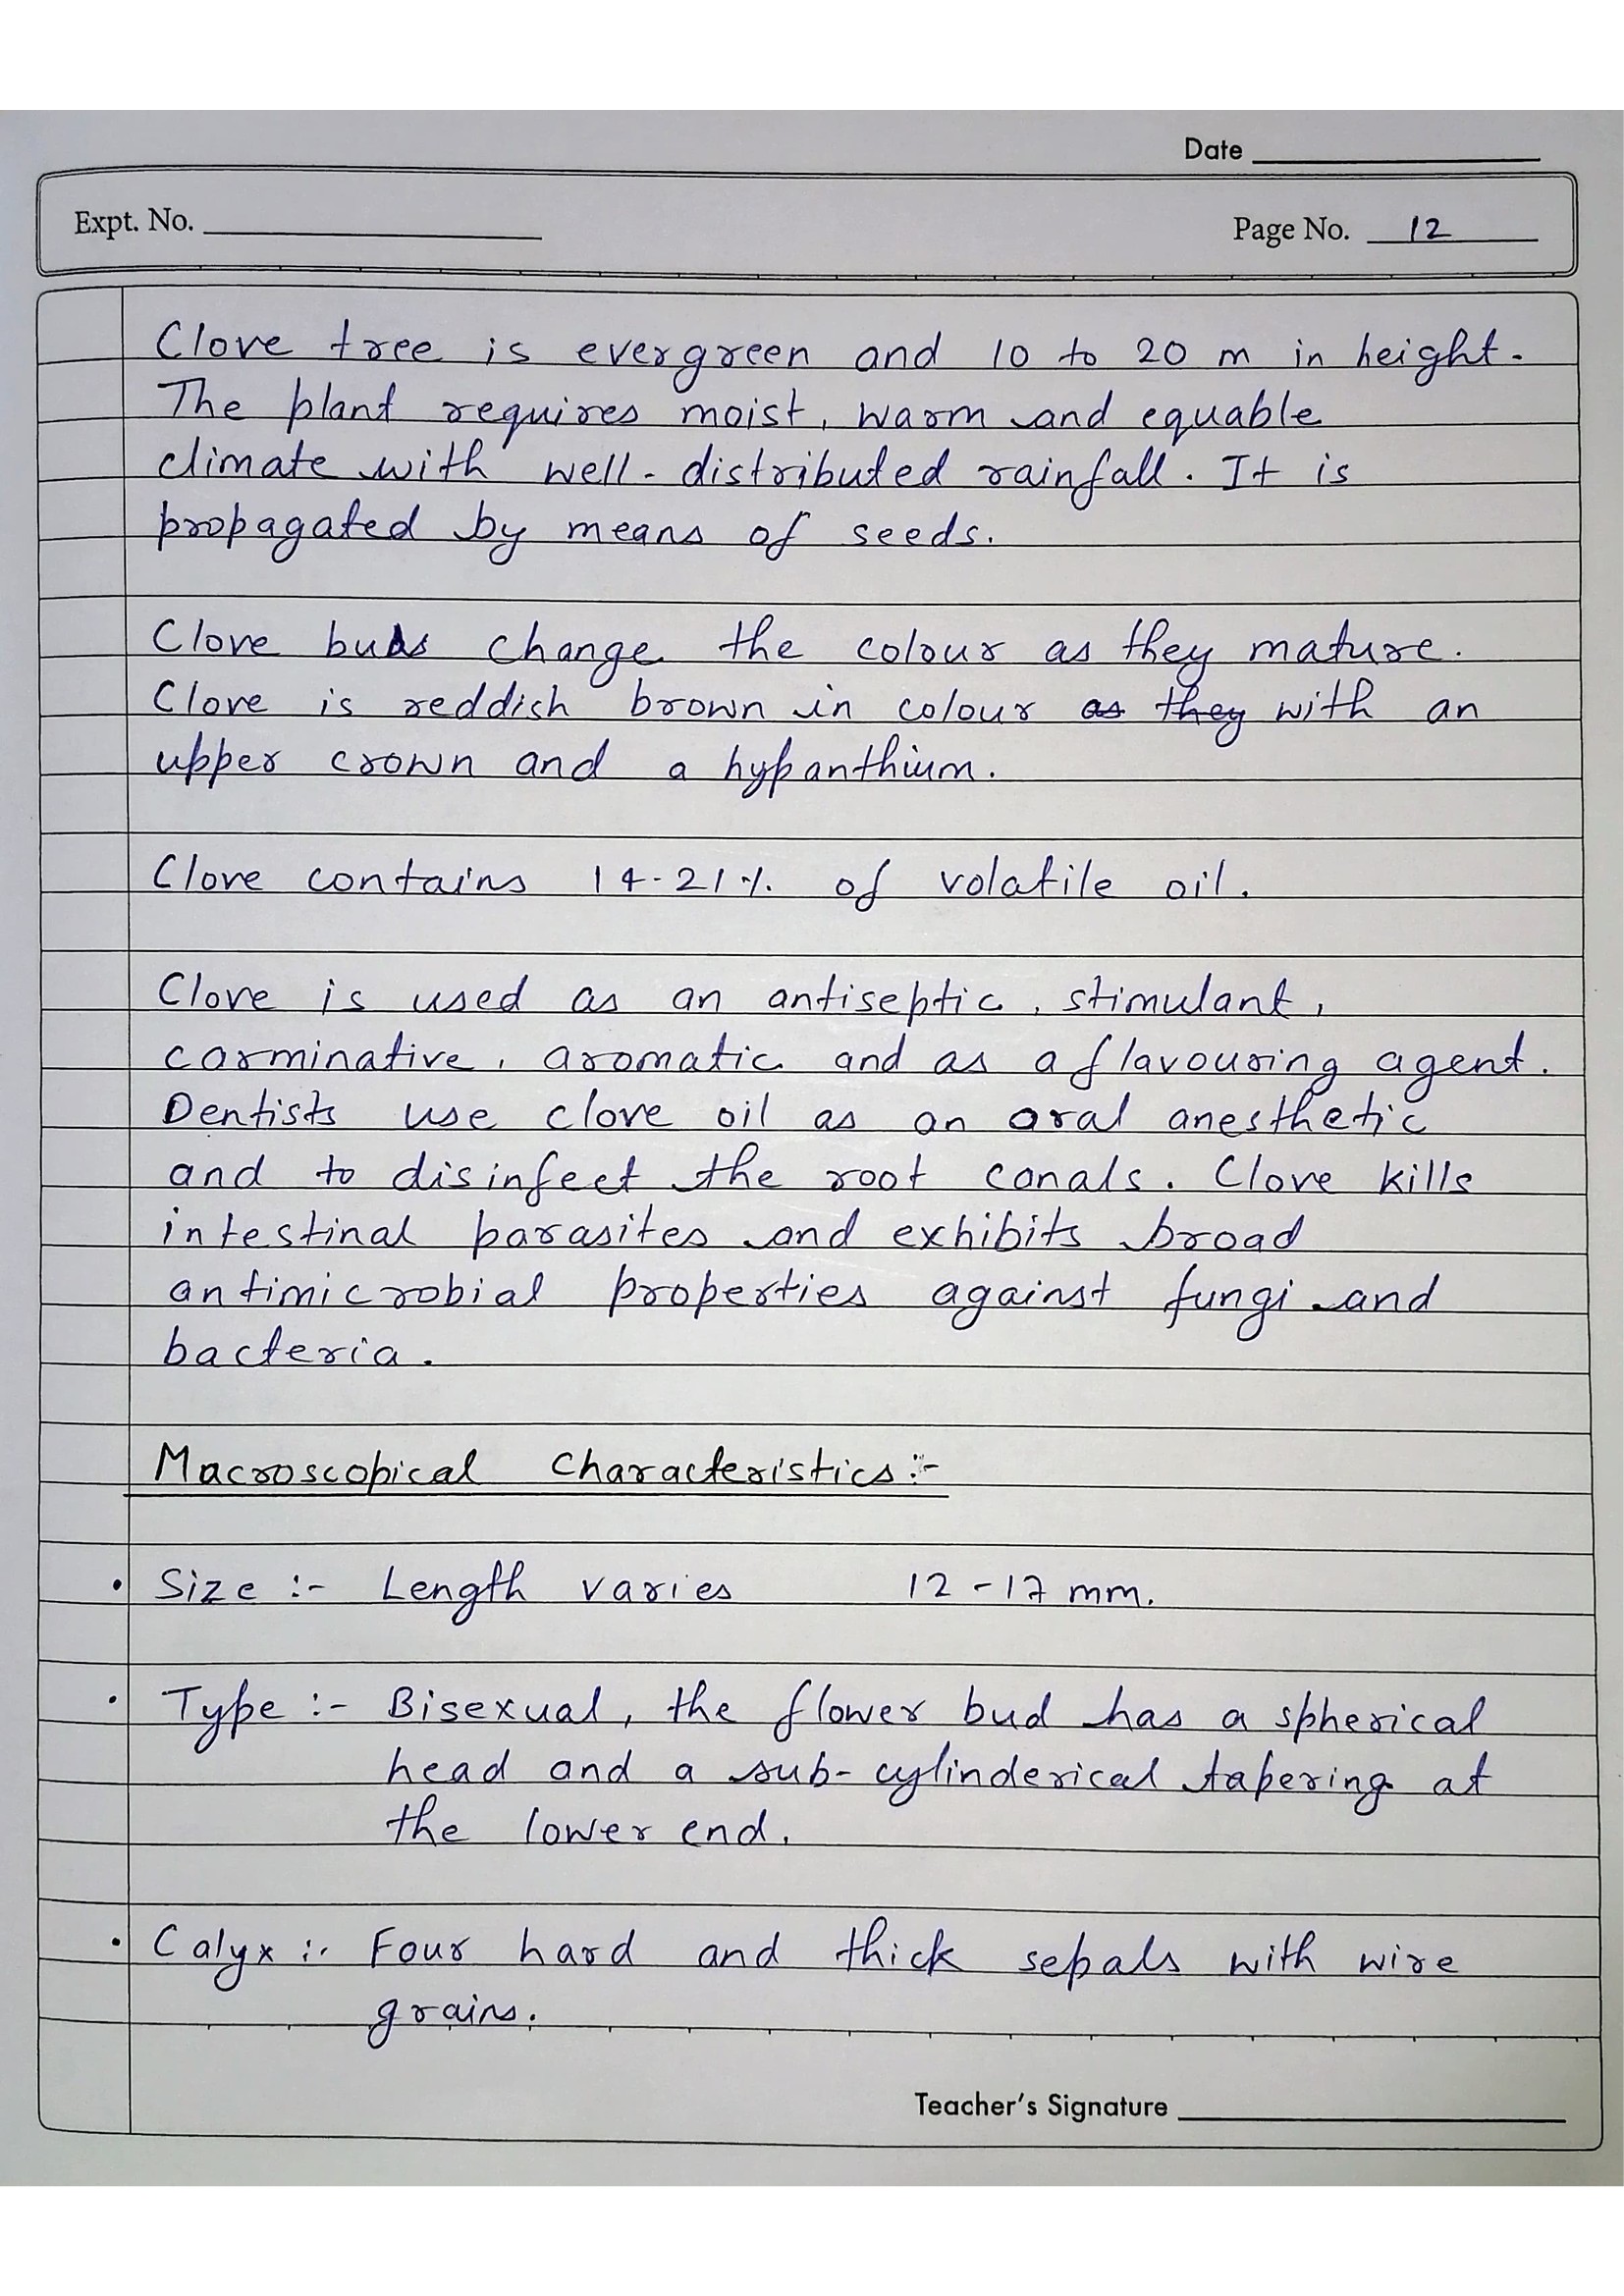 Date
Expt. No.
Page No. 12
Clove tree is evergreen and 10 to 20 m in height.
The plant requires moist, warm and equable
climate with well-distributed rainfall. It is
propagated by means of seeds.
Clove buds change the colour as they mature.
Clove is reddish brown in colour as they with an
upper crown and a hypanthium.
Clove contains 14-21% of volatile oil.
Clove is used as an antiseptic, stimulant,
carminative, aromatic and as a flavouring agent.
Dentists use clove oil as an oral anesthetic
and to disinfect the root canals. Clove kills
intestinal parasites and exhibits broad
antimicrobial properties against fungi and
bacteria.
Macroscopical Characteristics:-
• Size :- Length varies 12-17 mm.
• Type :- Bisexual, the flower bud has a spherical
head and a sub-cylinderical tapering at
the lower end.
• Calyx :- Four hard and thick sepals with wire
grains.
Teacher's Signature